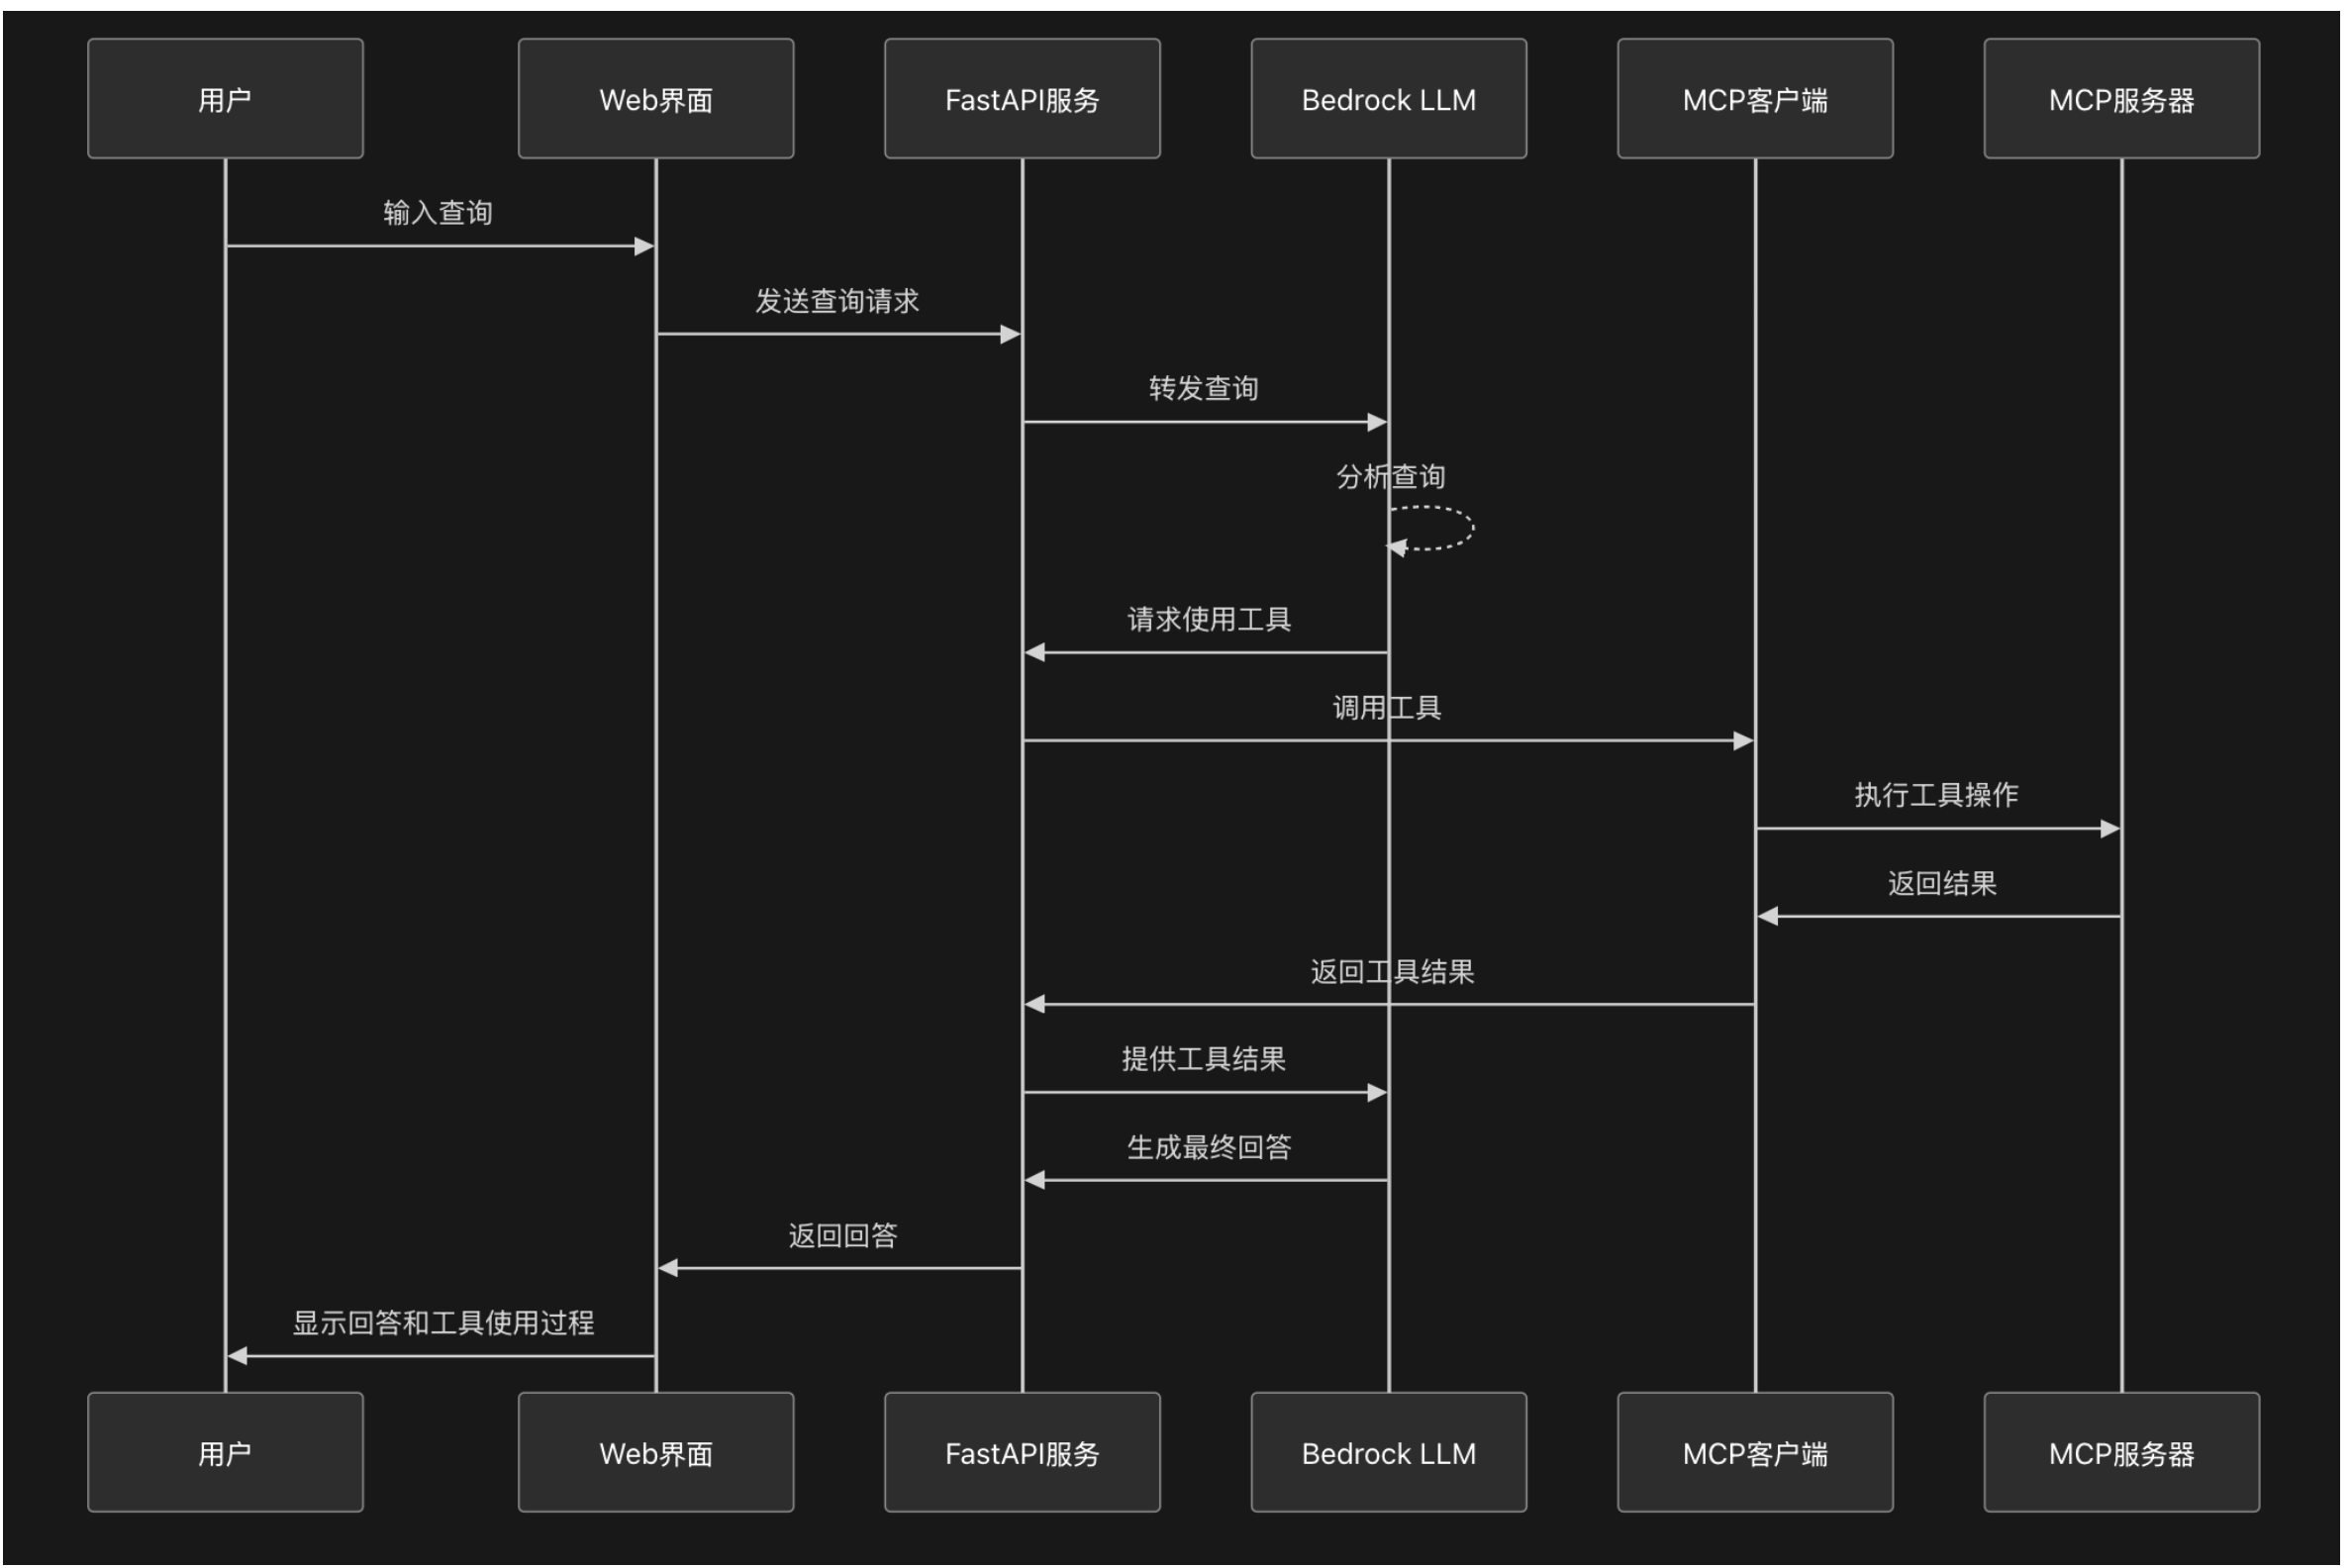 用户
Web界面
FastAPI服务
Bedrock LLM
MCP客户端
MCP服务器
输入查询
发送查询请求
转发查询
分析查询
请求使用工具
调用工具
执行工具操作
返回结果
返回工具结果
提供工具结果
生成最终回答
返回回答
显示回答和工具使用过程
用户
Web界面
FastAPI服务
Bedrock LLM
MCP客户端
MCP服务器